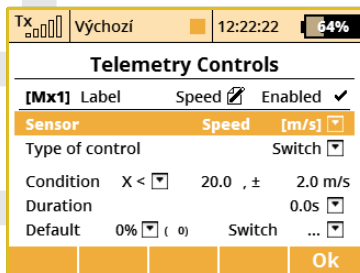 Tx Výchozí 12:22:22 64%
Telemetry Controls
[Mx1] Label Speed Enabled ✔
Sensor Speed [m/s]
Type of control Switch
Condition X < 20.0 , ± 2.0 m/s
Duration 0.0s
Default 0% ( 0) Switch ...
Ok